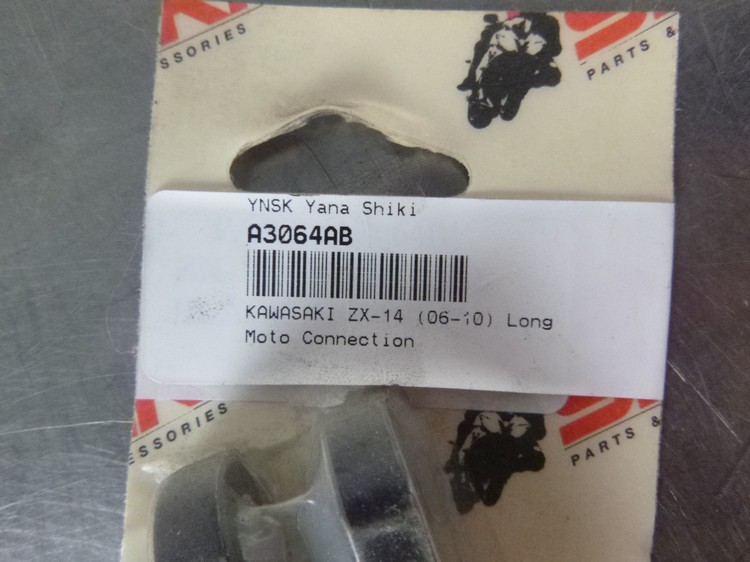 SSORIES
PARTS &
YNSK Yana Shiki
A3064AB
KAWASAKI ZX-14 (06-10) Long
Moto Connection
ESSORIES
PARTS &